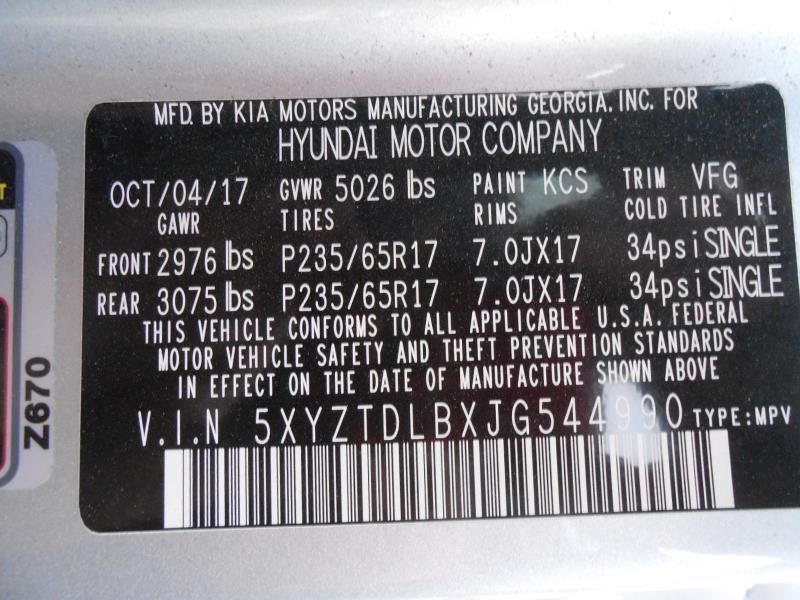 MFD. BY KIA MOTORS MANUFACTURING GEORGIA. INC. FOR
HYUNDAI MOTOR COMPANY
OCT/04/17 GVWR 5026 lbs PAINT KCS TRIM VFG
GAWR TIRES RIMS COLD TIRE INFL
FRONT 2976 lbs P235/65R17 7.0JX17 34psi SINGLE
REAR 3075 lbs P235/65R17 7.0JX17 34psi SINGLE
THIS VEHICLE CONFORMS TO ALL APPLICABLE U.S.A. FEDERAL
MOTOR VEHICLE SAFETY AND THEFT PREVENTION STANDARDS
IN EFFECT ON THE DATE OF MANUFACTURE SHOWN ABOVE
V.I.N 5XYZTDLBXJG544990 TYPE:MPV
Z670